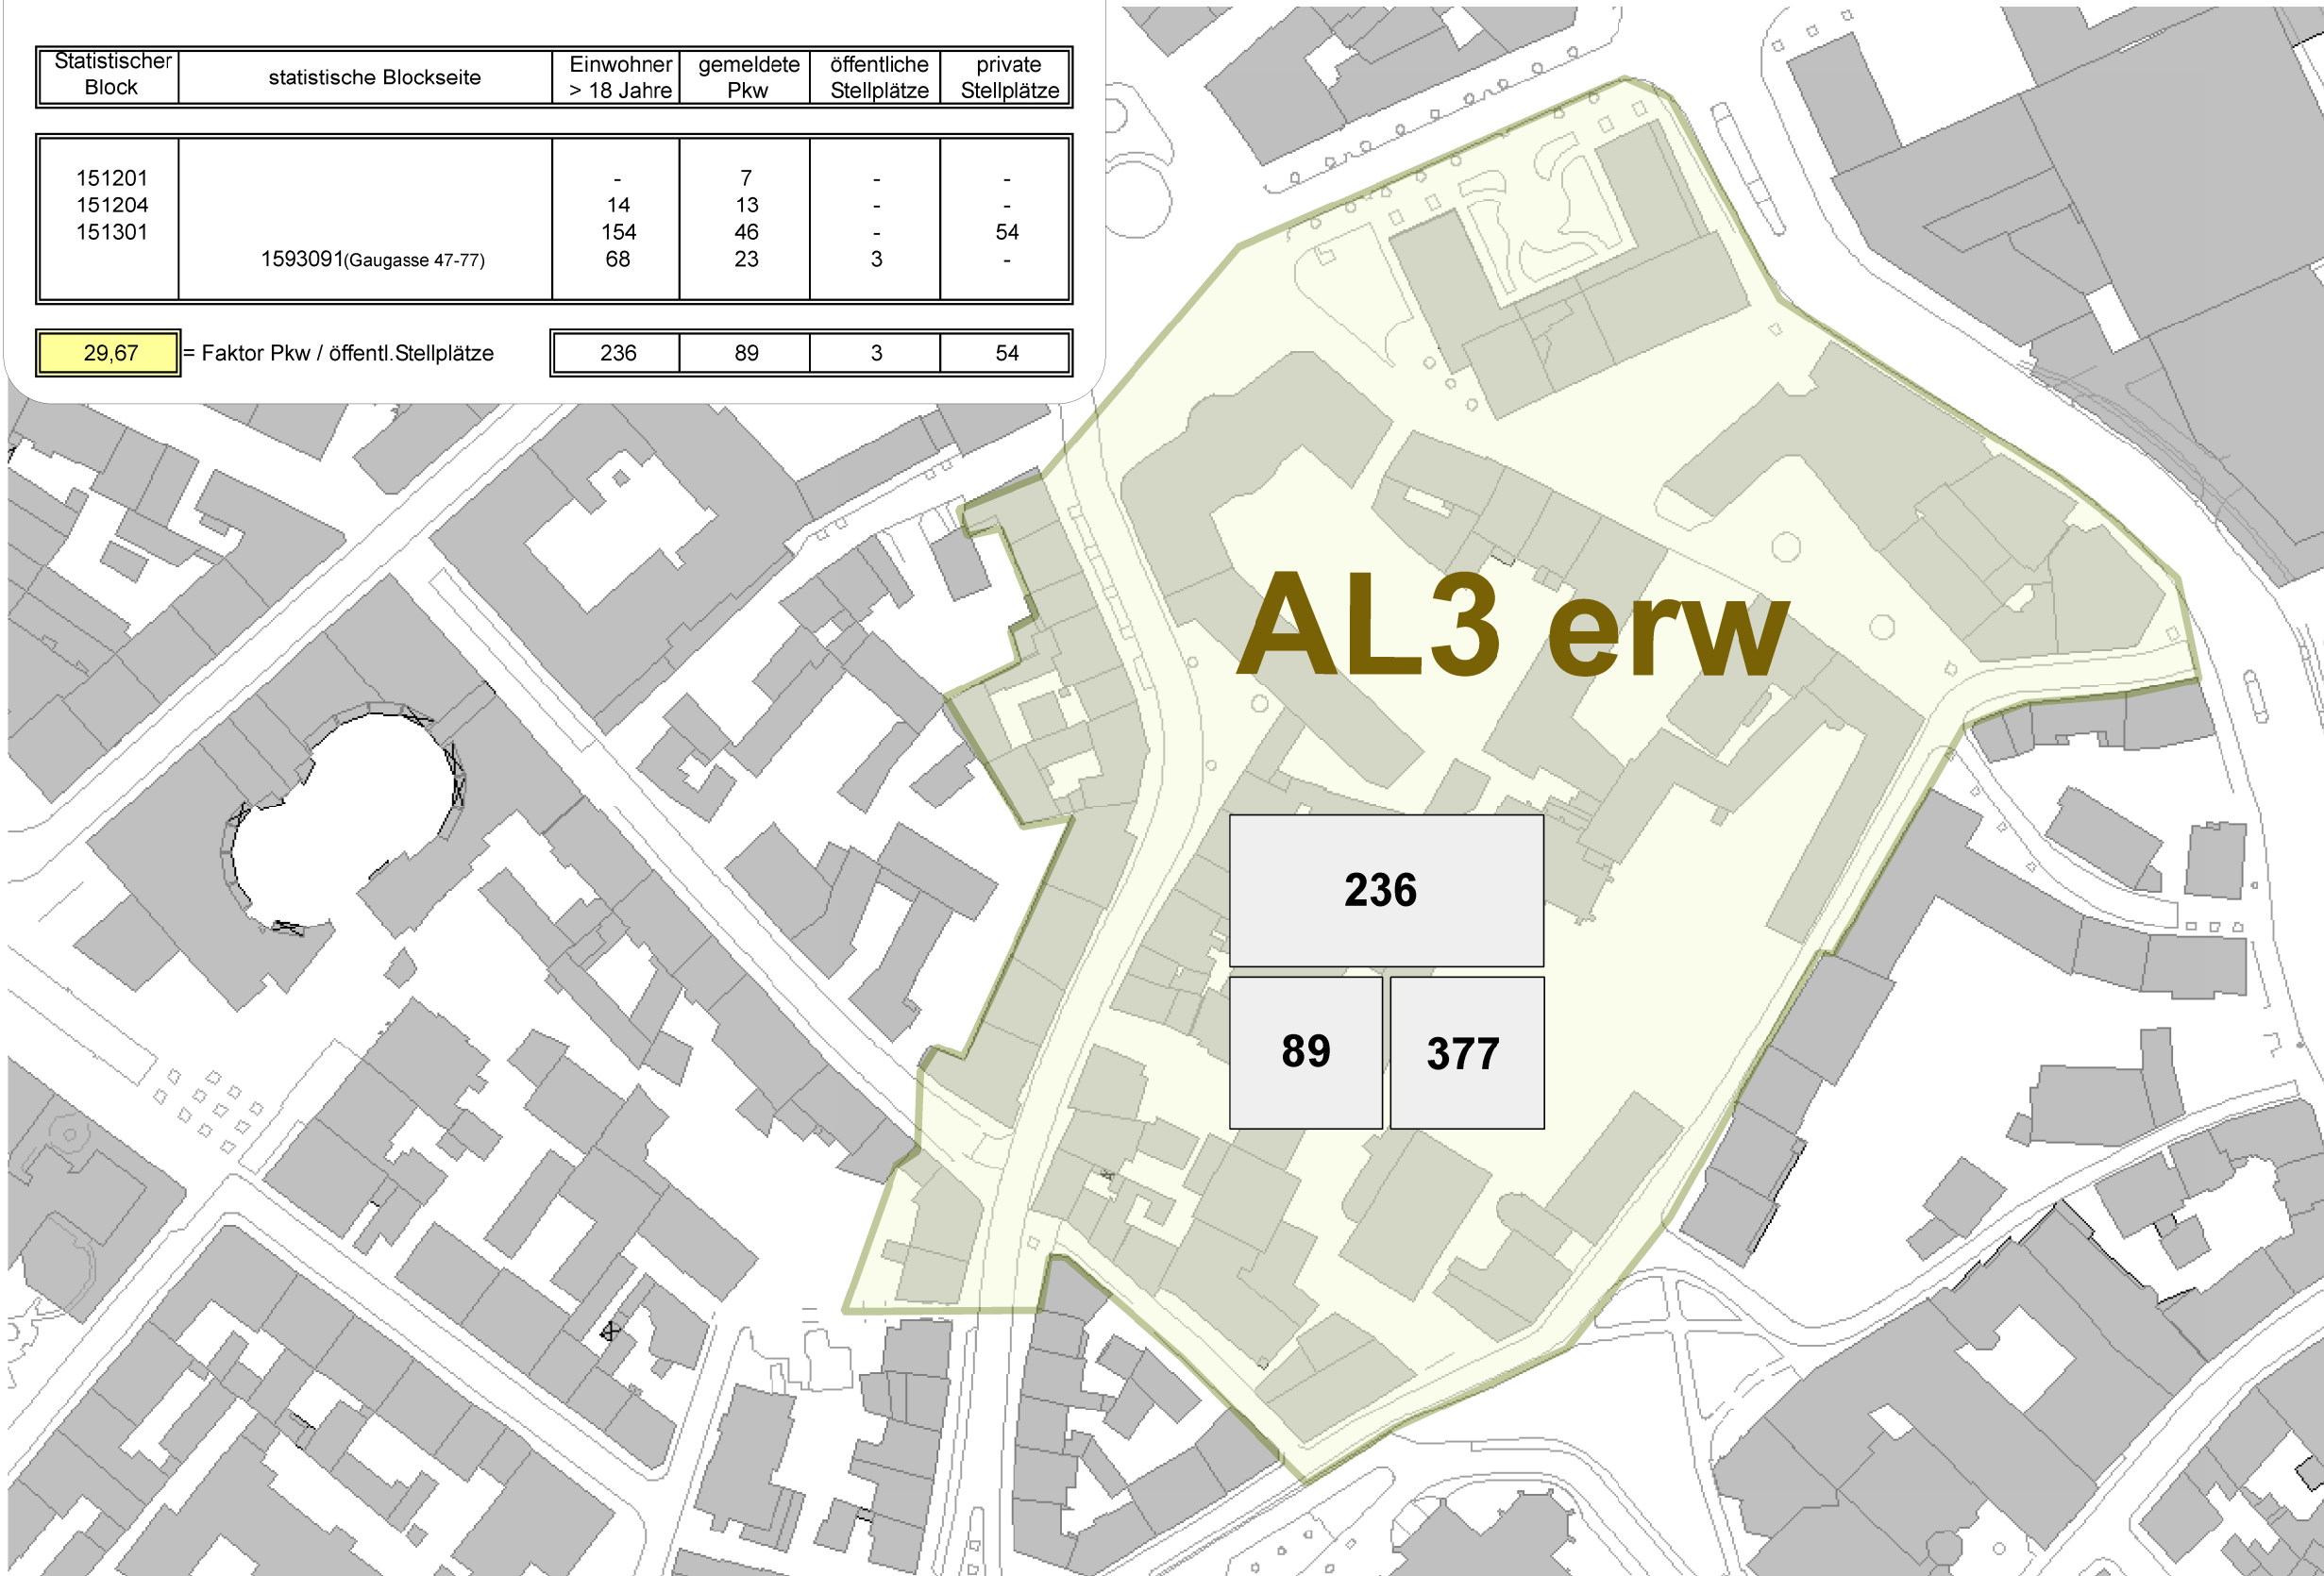 Statistischer Block statistische Blockseite Einwohner > 18 Jahre gemeldete Pkw öffentliche Stellplätze private Stellplätze
151201 - 7 - -
151204 14 13 - -
151301 154 46 - 54
1593091(Gaugasse 47-77) 68 23 3 -
29,67 = Faktor Pkw / öffentl.Stellplätze 236 89 3 54
AL3 erw
236
89 377